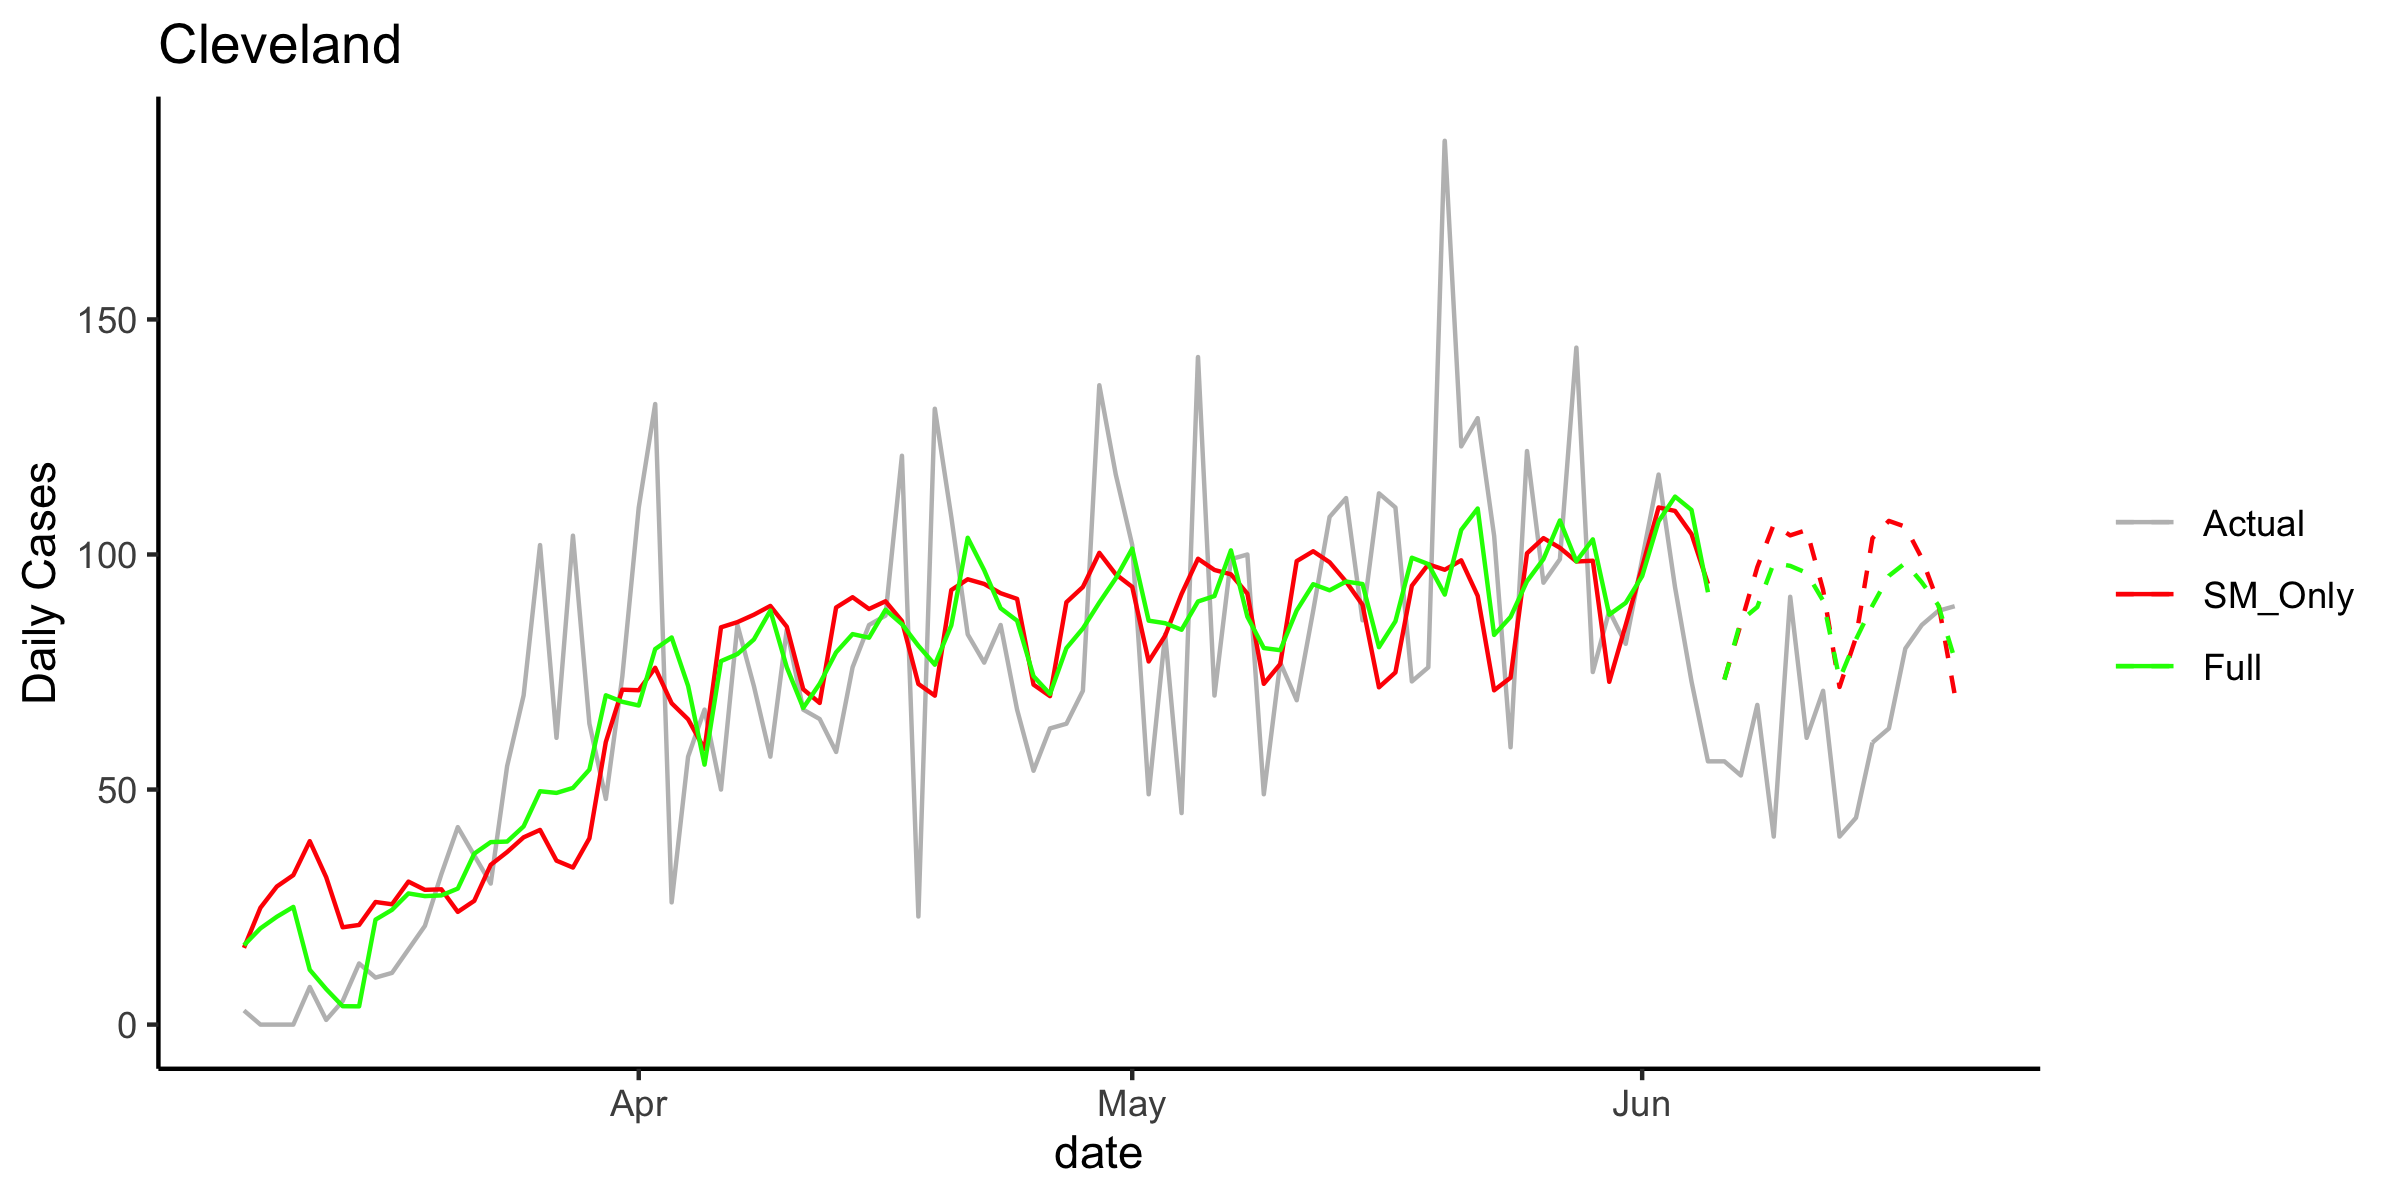 Cleveland
Daily Cases
150
100
50
0
Apr
May
Jun
date
Actual
SM_Only
Full